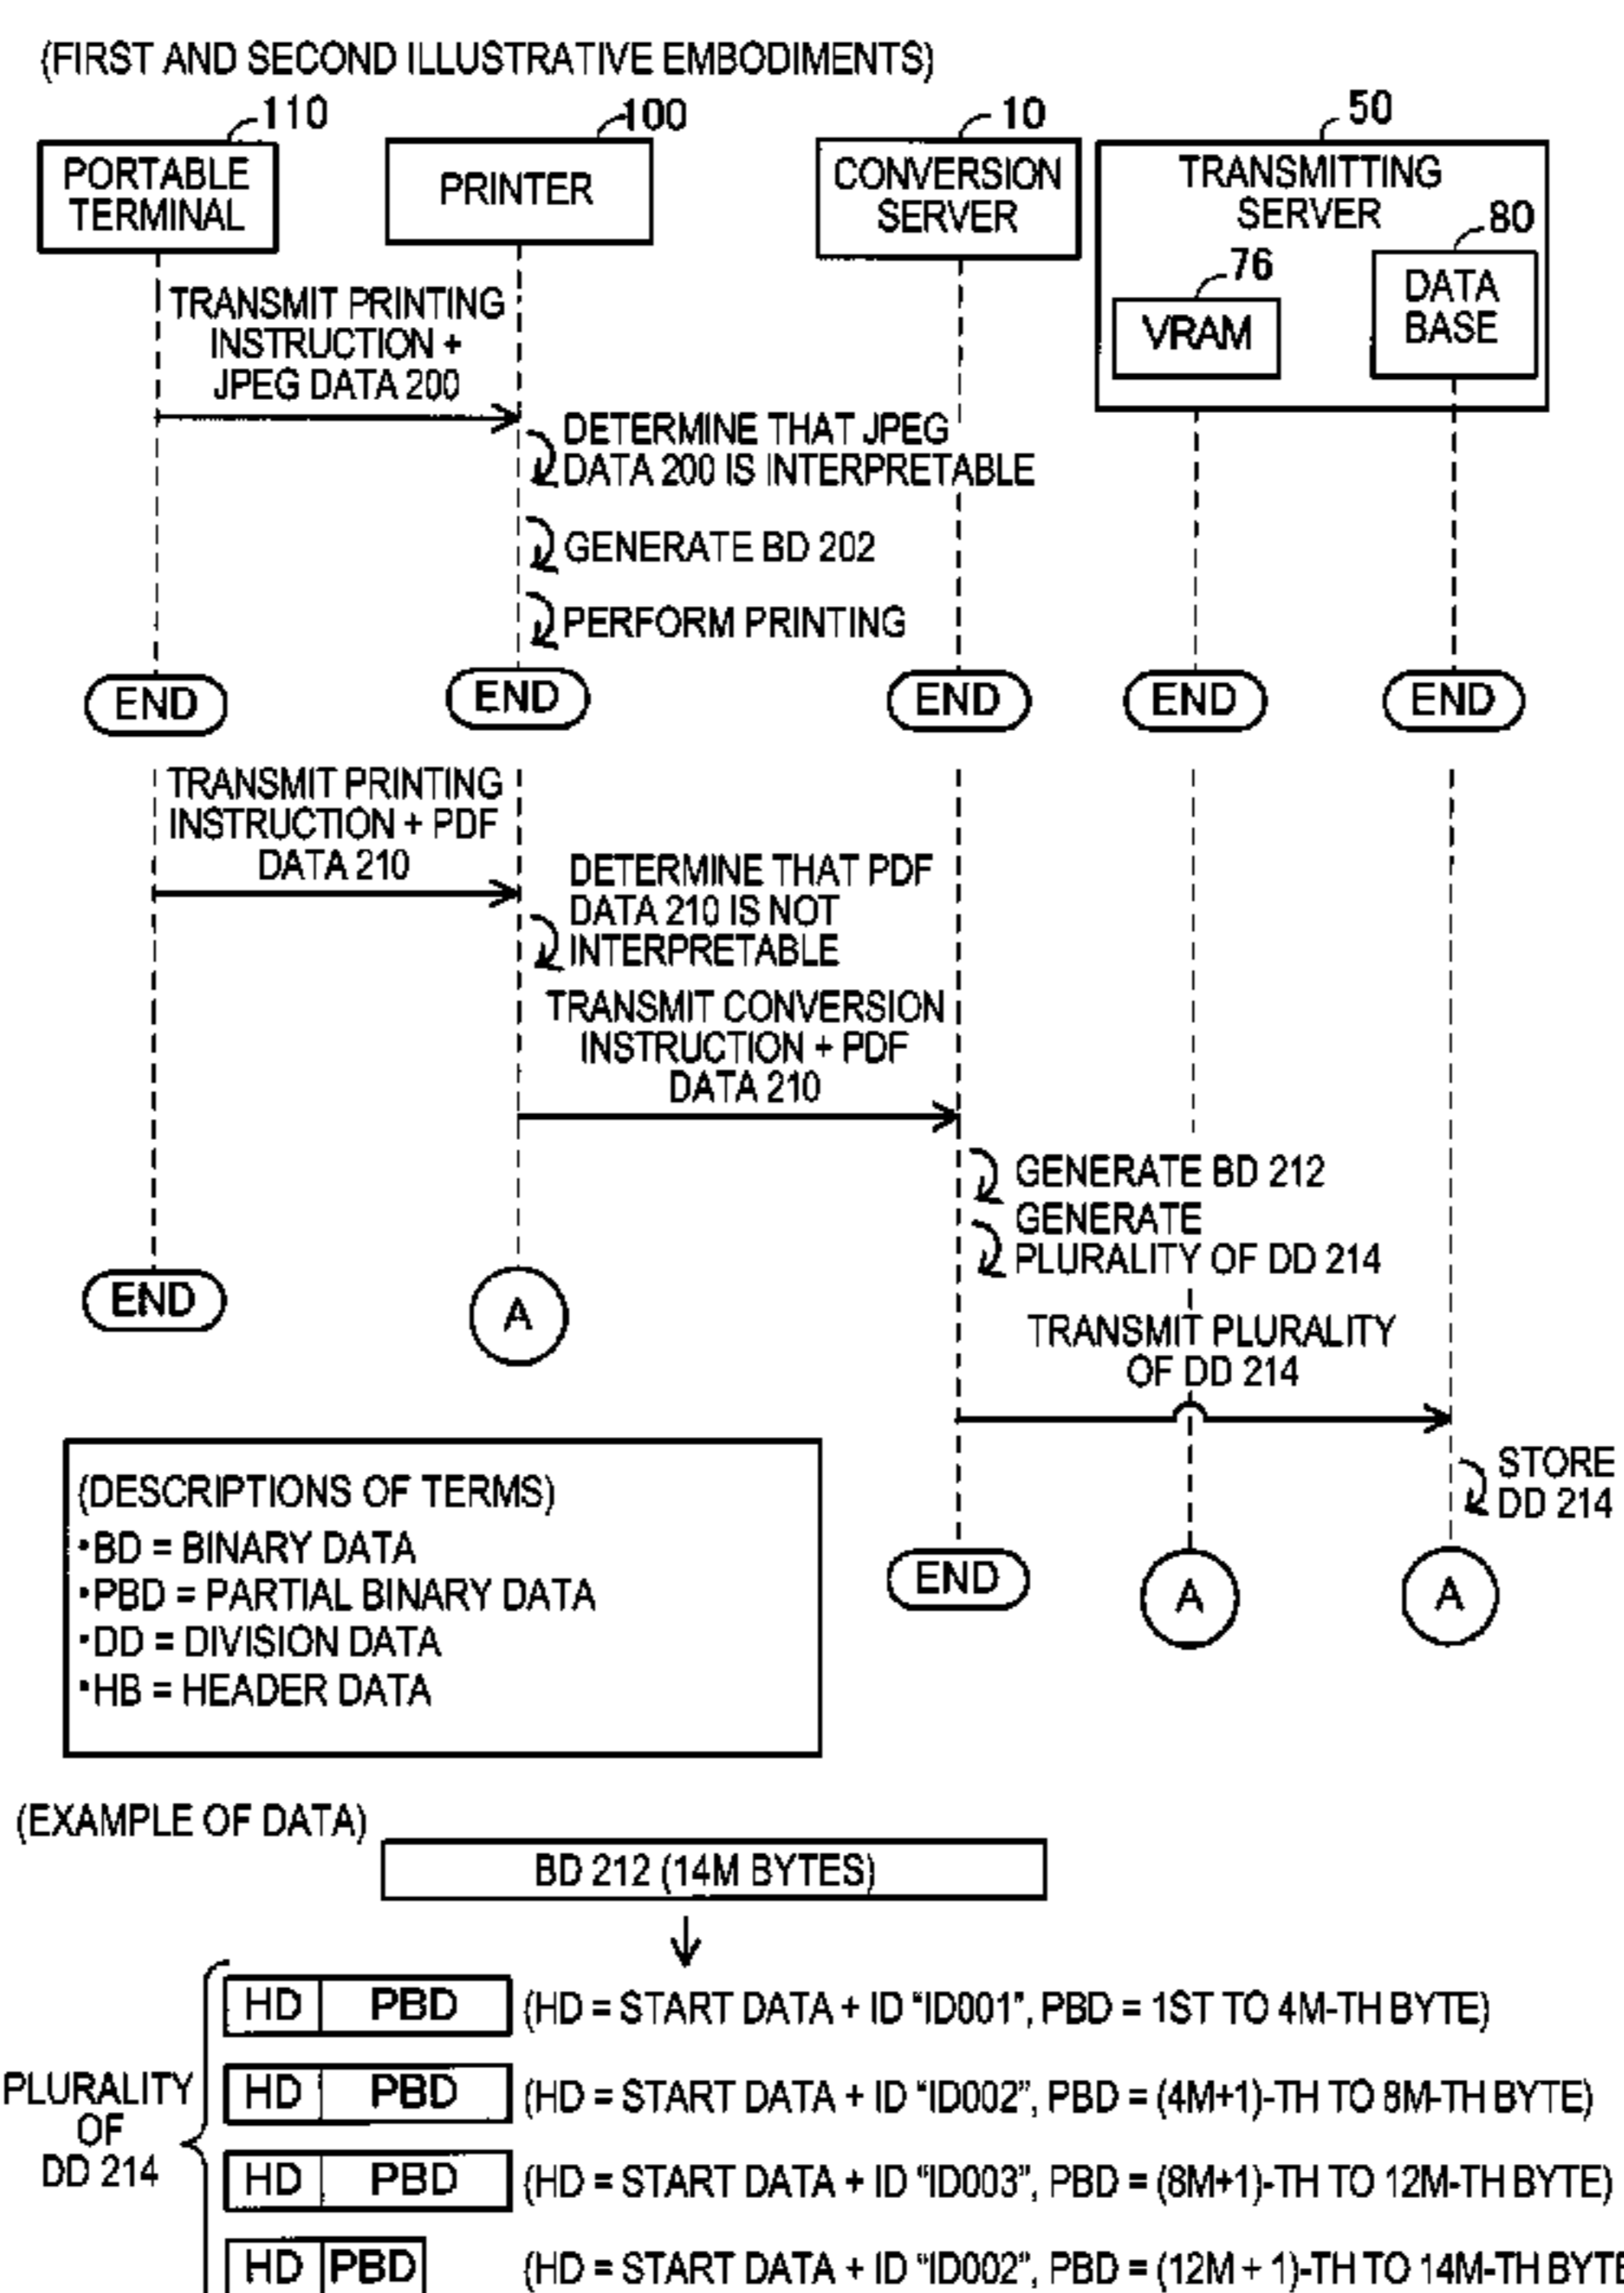 (FIRST AND SECOND ILLUSTRATIVE EMBODIMENTS)
110
100
10
50
PORTABLE
TERMINAL
PRINTER
CONVERSION
SERVER
TRANSMITTING
SERVER
80
76
DATA
BASE
VRAM
TRANSMIT PRINTING
INSTRUCTION +
JPEG DATA 200
DETERMINE THAT JPEG
DATA 200 IS INTERPRETABLE
GENERATE BD 202
PERFORM PRINTING
END
END
END
END
END
TRANSMIT PRINTING
INSTRUCTION + PDF
DATA 210
DETERMINE THAT PDF
DATA 210 IS NOT
INTERPRETABLE
TRANSMIT CONVERSION
INSTRUCTION + PDF
DATA 210
GENERATE BD 212
GENERATE
PLURALITY OF DD 214
END
A
TRANSMIT PLURALITY
OF DD 214
STORE
DD 214
END
A
A
(DESCRIPTIONS OF TERMS)
•BD = BINARY DATA
•PBD = PARTIAL BINARY DATA
•DD = DIVISION DATA
•HB = HEADER DATA
(EXAMPLE OF DATA)
BD 212 (14M BYTES)
PLURALITY
OF
DD 214
HD PBD (HD = START DATA + ID "ID001", PBD = 1ST TO 4M-TH BYTE)
HD PBD (HD = START DATA + ID "ID002", PBD = (4M+1)-TH TO 8M-TH BYTE)
HD PBD (HD = START DATA + ID "ID003", PBD = (8M+1)-TH TO 12M-TH BYTE)
HD PBD (HD = START DATA + ID "ID002", PBD = (12M + 1)-TH TO 14M-TH